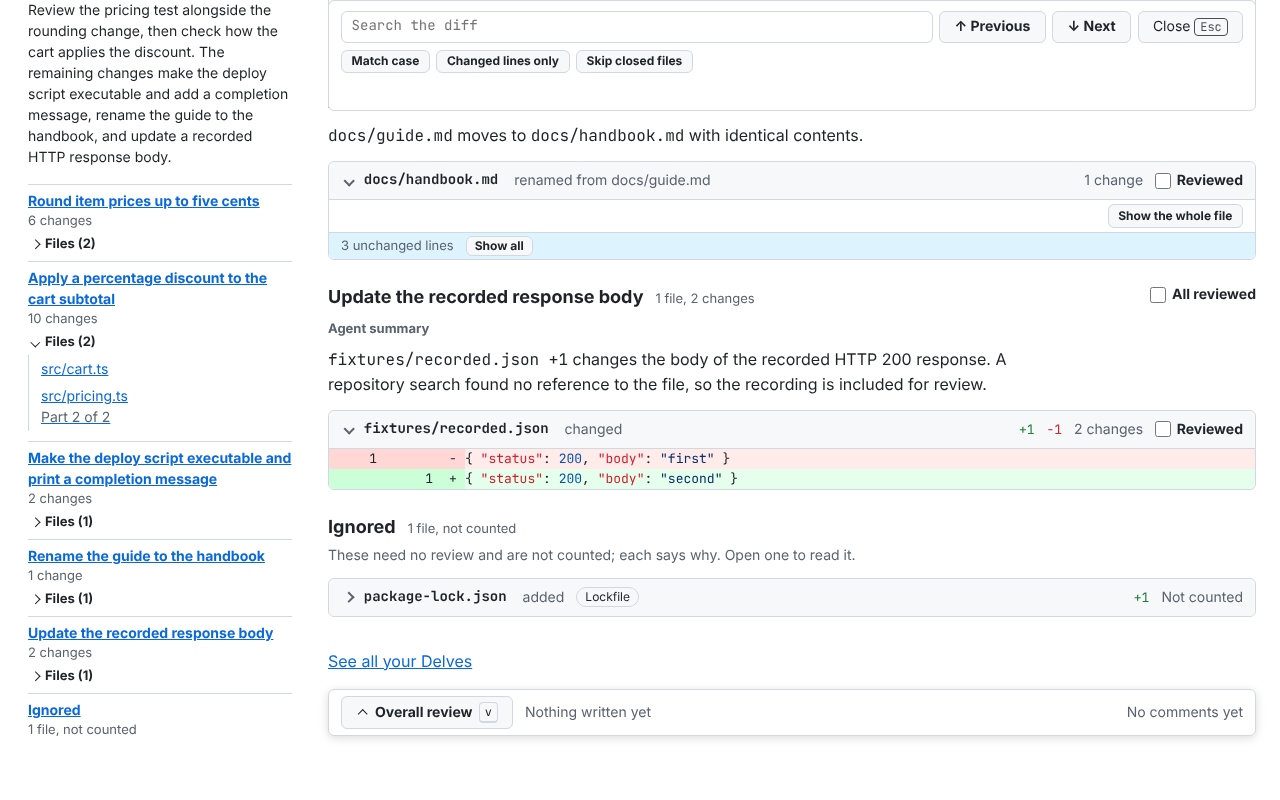 Review the pricing test alongside the
rounding change, then check how the
cart applies the discount. The
remaining changes make the deploy
script executable and add a completion
message, rename the guide to the
handbook, and update a recorded
HTTP response body.
Round item prices up to five cents
6 changes
Files (2)
Apply a percentage discount to the
cart subtotal
10 changes
Files (2)
src/cart.ts
src/pricing.ts
Part 2 of 2
Make the deploy script executable and
print a completion message
2 changes
Files (1)
Rename the guide to the handbook
1 change
Files (1)
Update the recorded response body
2 changes
Files (1)
Ignored
1 file, not counted
Search the diff
↑ Previous
↓ Next
Close Esc
Match case
Changed lines only
Skip closed files
docs/guide.md moves to docs/handbook.md with identical contents.
docs/handbook.md renamed from docs/guide.md 1 change Reviewed
Show the whole file
3 unchanged lines Show all
Update the recorded response body 1 file, 2 changes All reviewed
Agent summary
fixtures/recorded.json +1 changes the body of the recorded HTTP 200 response. A
repository search found no reference to the file, so the recording is included for review.
fixtures/recorded.json changed +1 -1 2 changes Reviewed
1 - { "status": 200, "body": "first" }
1 + { "status": 200, "body": "second" }
Ignored 1 file, not counted
These need no review and are not counted; each says why. Open one to read it.
package-lock.json added Lockfile +1 Not counted
See all your Delves
Overall review v Nothing written yet No comments yet